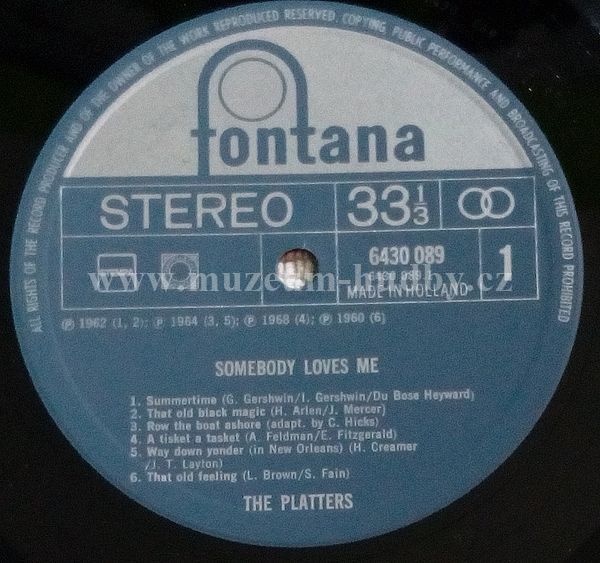 ALL RIGHTS OF THE RECORD PRODUCER AND OF THE OWNER OF THE WORK REPRODUCED RESERVED. COPYING, PUBLIC PERFORMANCE AND BROADCASTING OF THIS RECORD PROHIBITED
fontana
STEREO 33⅓
6430 089 1
6430 089.1
MADE IN HOLLAND
www.muzeum-hudby.cz
℗ 1962 (1, 2); ℗ 1964 (3, 5); ℗ 1968 (4); ℗ 1960 (6)
SOMEBODY LOVES ME
1. Summertime (G. Gershwin/I. Gershwin/Du Bose Heyward)
2. That old black magic (H. Arlen/J. Mercer)
3. Row the boat ashore (adapt. by C. Hicks)
4. A tisket a tasket (A. Feldman/E. Fitzgerald)
5. Way down yonder (in New Orleans) (H. Creamer
/J. T. Layton)
6. That old feeling (L. Brown/S. Fain)
THE PLATTERS